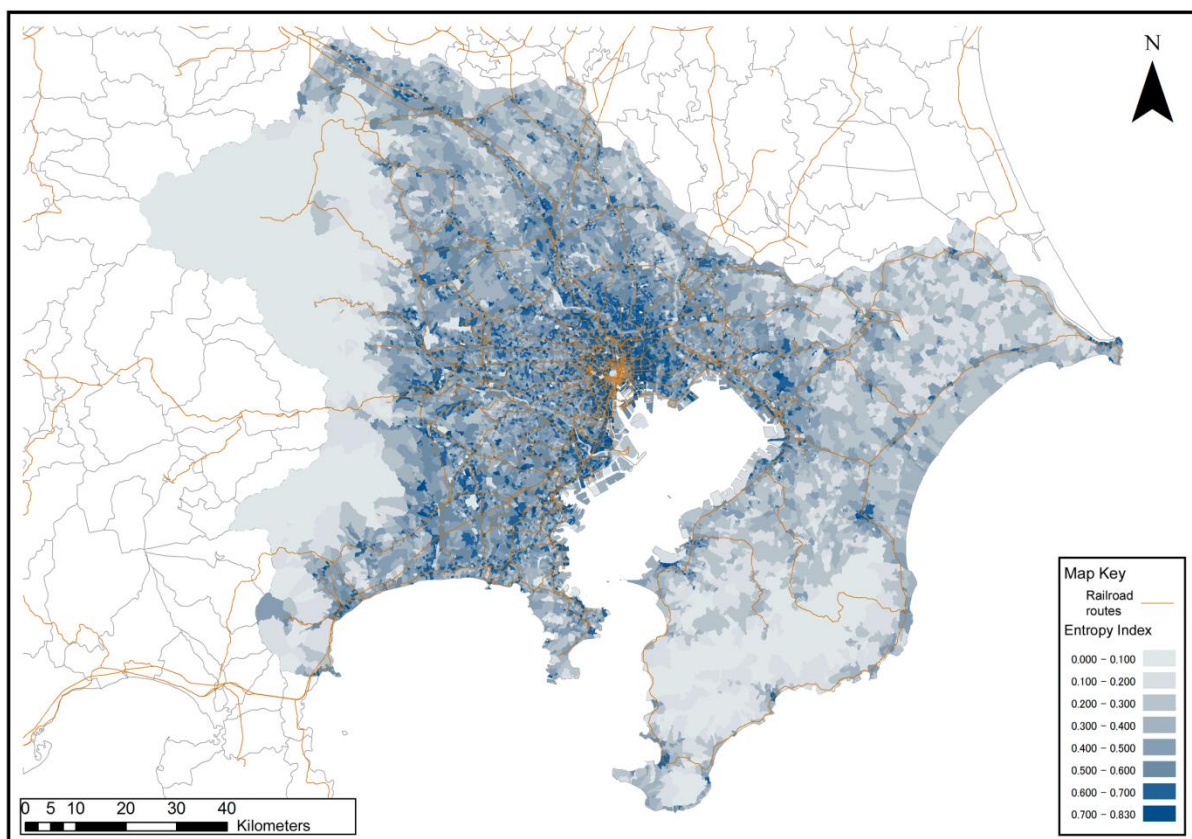 N
Map Key
Railroad
routes
Entropy Index
0.000 – 0.100
0.100 – 0.200
0.200 – 0.300
0.300 – 0.400
0.400 – 0.500
0.500 – 0.600
0.600 – 0.700
0.700 – 0.830
0 5 10 20 30 40
Kilometers